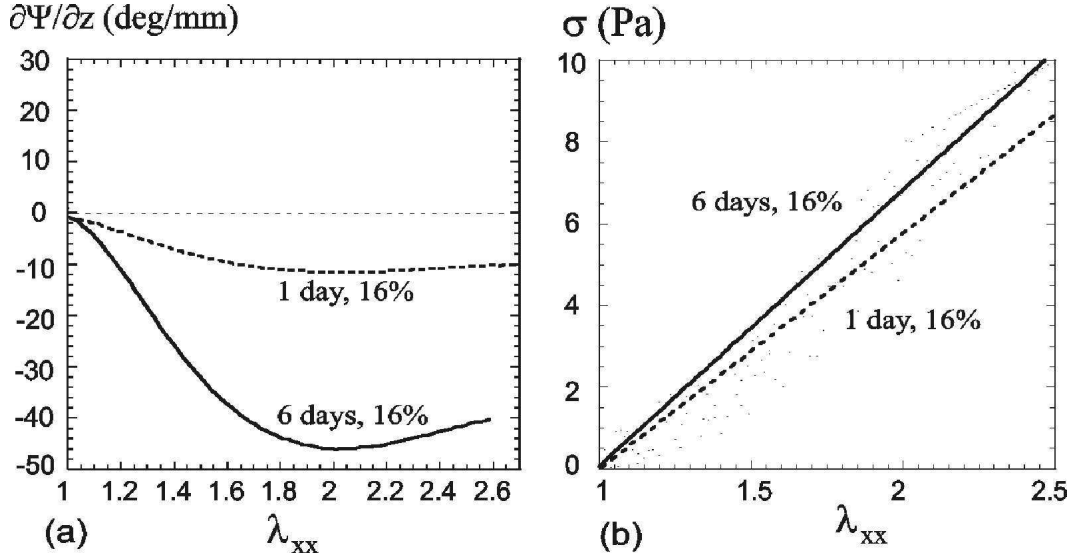 ∂Ψ/∂z (deg/mm)
30
20
10
0
-10
-20
-30
-40
-50
1 day, 16%
6 days, 16%
1 1.2 1.4 1.6 1.8 2 2.2 2.4 2.6
(a) λxx
σ (Pa)
10
8
6
4
2
0
6 days, 16%
1 day, 16%
1 1.5 2 2.5
(b) λxx